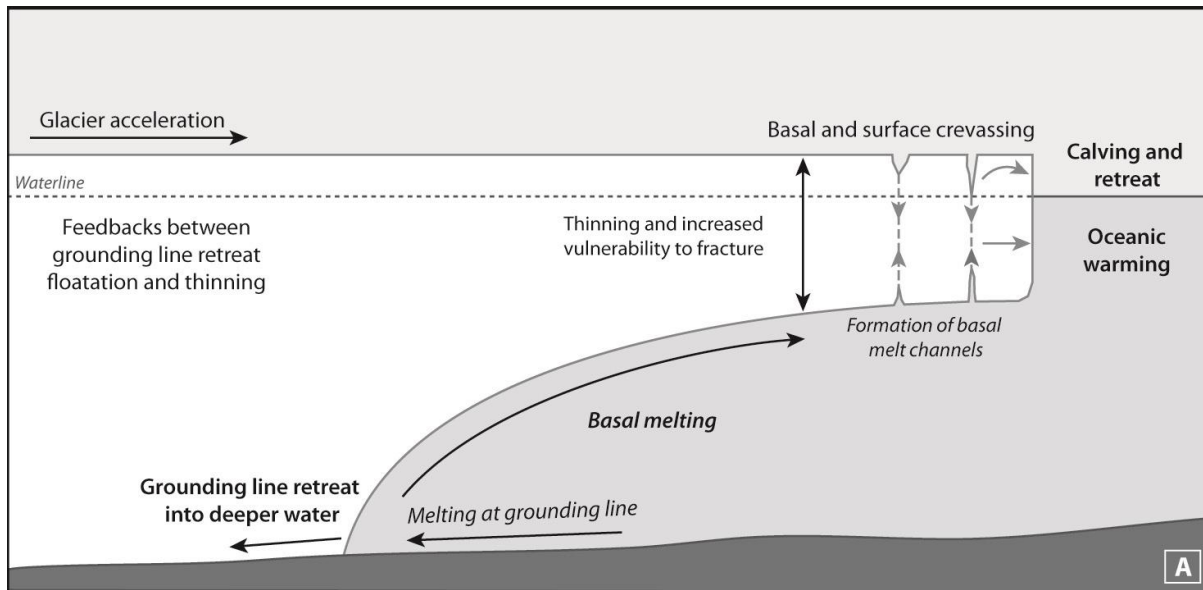 Glacier acceleration
Basal and surface crevassing
Calving and
retreat
Waterline
Feedbacks between
grounding line retreat
floatation and thinning
Thinning and increased
vulnerability to fracture
Oceanic
warming
Formation of basal
melt channels
Basal melting
Grounding line retreat
into deeper water
Melting at grounding line
A